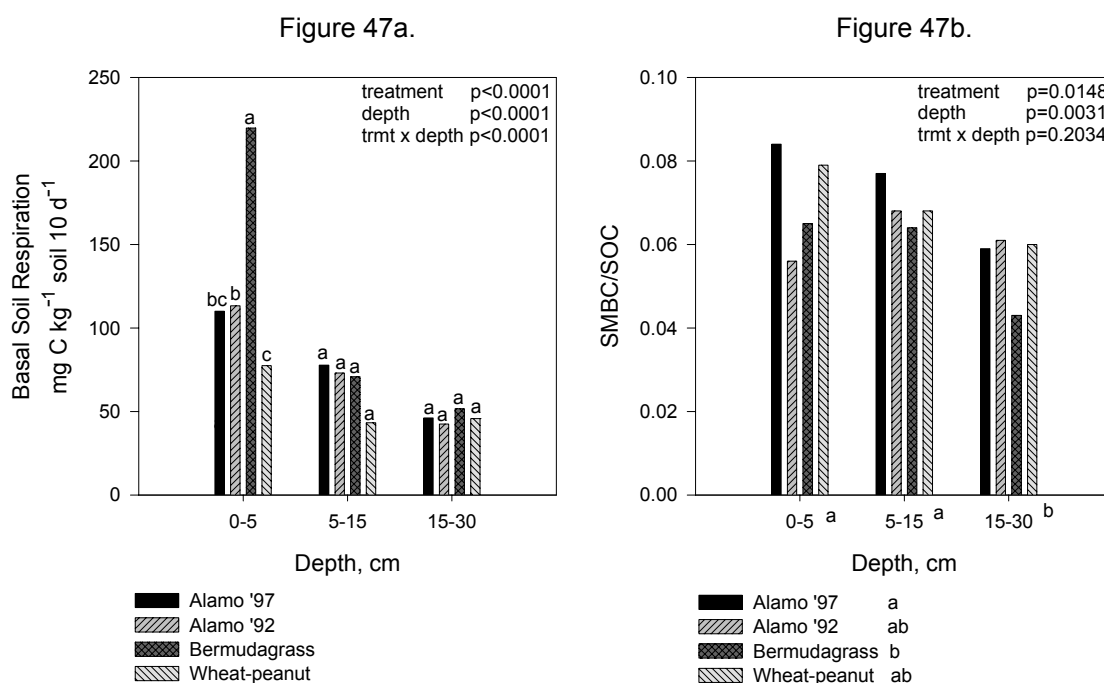 Figure 47a.
250
200
150
100
50
0
Basal Soil Respiration
mg C kg⁻¹ soil 10 d⁻¹
treatment p<0.0001
depth p<0.0001
trmt x depth p<0.0001
bc
b
a
c
a
a
a
a
a
a
a
a
0-5
5-15
15-30
Depth, cm
Alamo '97
Alamo '92
Bermudagrass
Wheat-peanut
Figure 47b.
0.10
0.08
0.06
0.04
0.02
0.00
SMBC/SOC
treatment p=0.0148
depth p=0.0031
trmt x depth p=0.2034
0-5 a
5-15 a
15-30 b
Depth, cm
Alamo '97 a
Alamo '92 ab
Bermudagrass b
Wheat-peanut ab